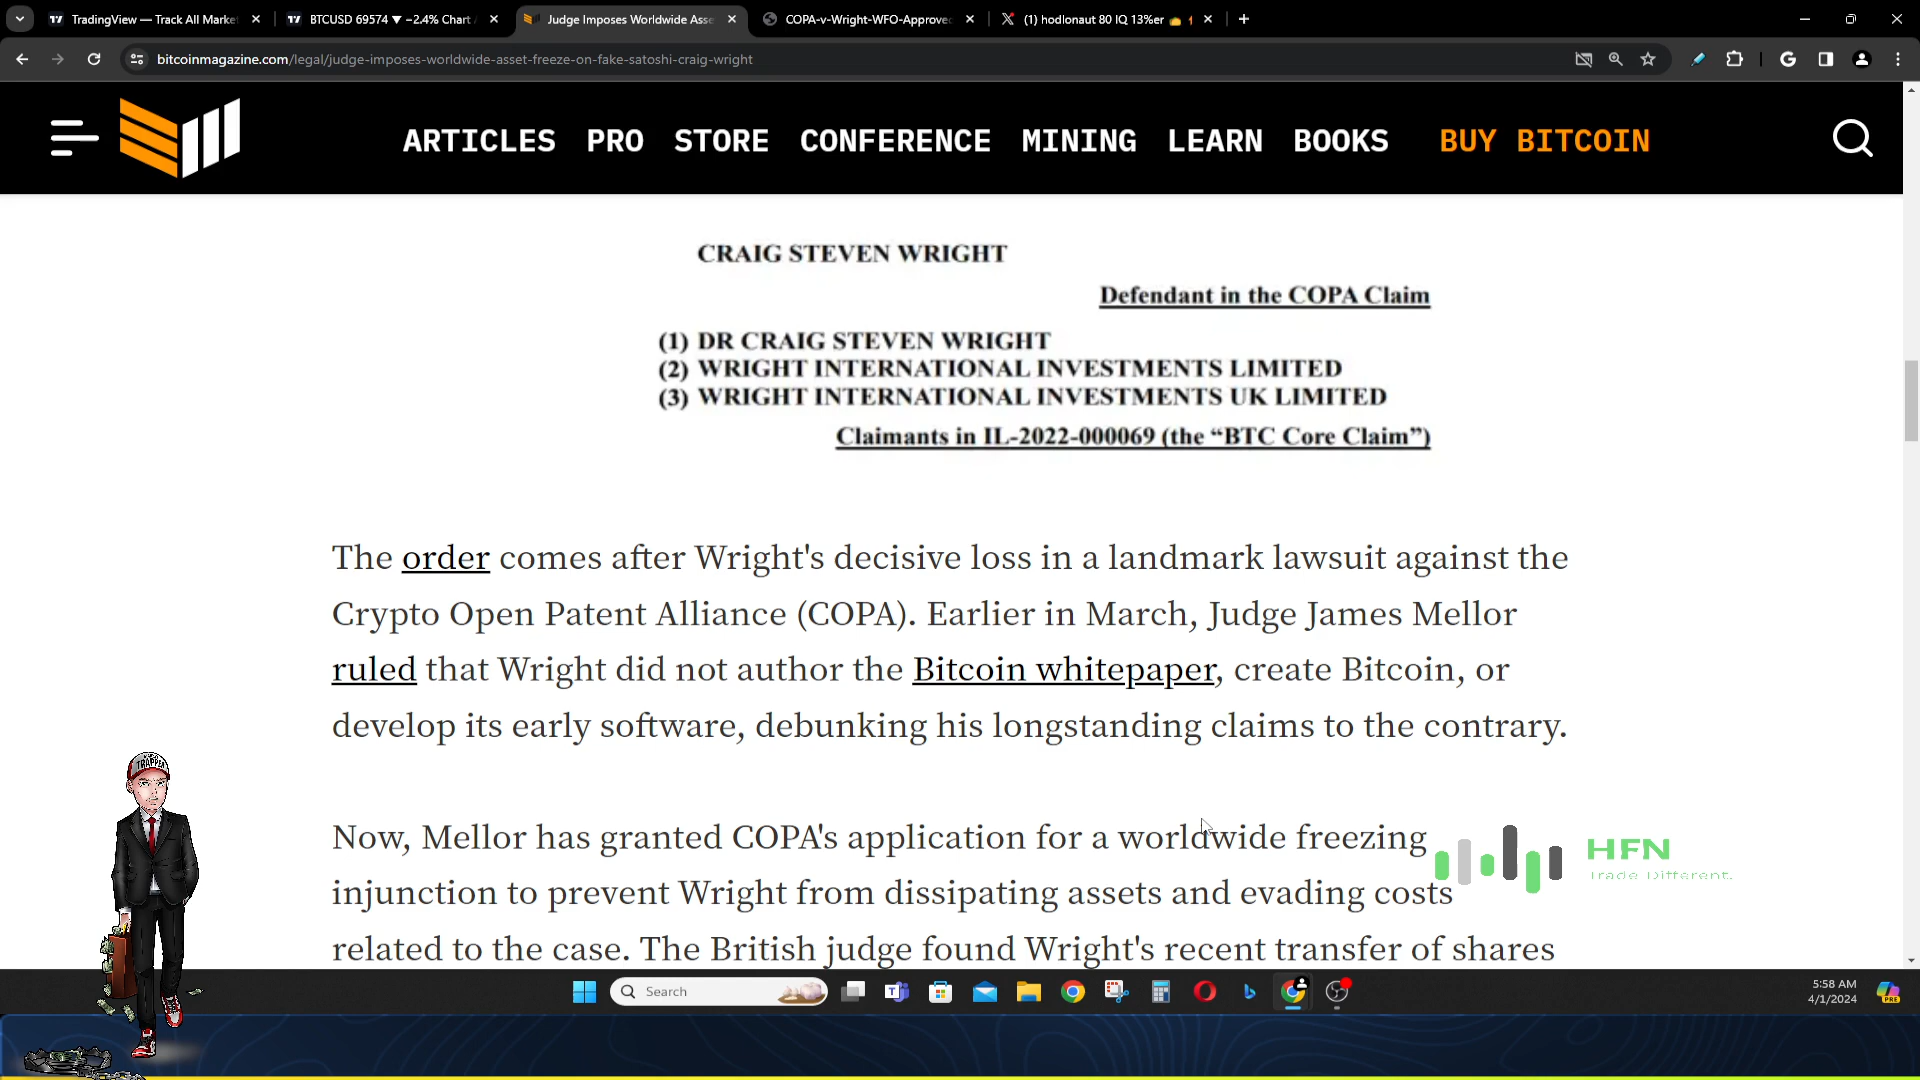 TradingView — Track All Marke
BTCUSD 69574 ▼ −2.4% Chart
Judge Imposes Worldwide Asse
COPA-v-Wright-WFO-Approved
(1) hodlonaut 80 IQ 13%er
bitcoinmagazine.com/legal/judge-imposes-worldwide-asset-freeze-on-fake-satoshi-craig-wright
ARTICLES PRO STORE CONFERENCE MINING LEARN BOOKS BUY BITCOIN
CRAIG STEVEN WRIGHT
Defendant in the COPA Claim
(1) DR CRAIG STEVEN WRIGHT
(2) WRIGHT INTERNATIONAL INVESTMENTS LIMITED
(3) WRIGHT INTERNATIONAL INVESTMENTS UK LIMITED
Claimants in IL-2022-000069 (the “BTC Core Claim”)
The order comes after Wright's decisive loss in a landmark lawsuit against the
Crypto Open Patent Alliance (COPA). Earlier in March, Judge James Mellor
ruled that Wright did not author the Bitcoin whitepaper, create Bitcoin, or
develop its early software, debunking his longstanding claims to the contrary.
TRAPPER
Now, Mellor has granted COPA's application for a worldwide freezing
injunction to prevent Wright from dissipating assets and evading costs
related to the case. The British judge found Wright's recent transfer of shares
HFN
Trade Different.
Search
5:58 AM
4/1/2024
PRE